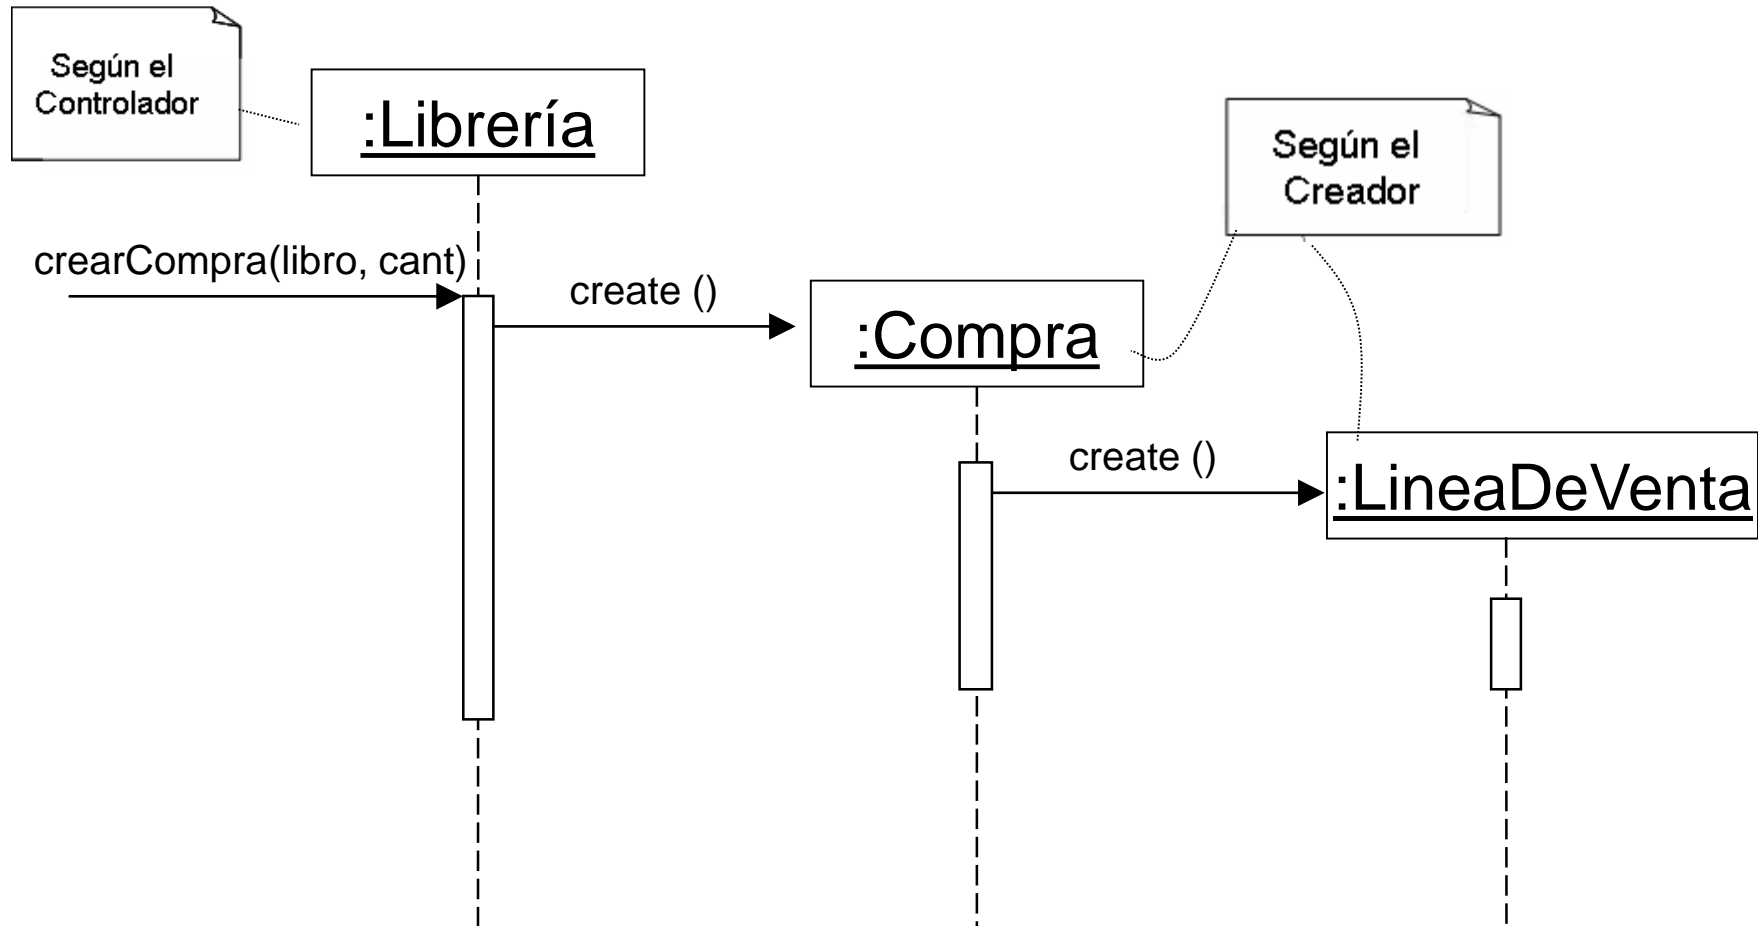 Según el
Controlador
:Librería
Según el
Creador
crearCompra(libro, cant)
create ()
:Compra
create ()
:LineaDeVenta